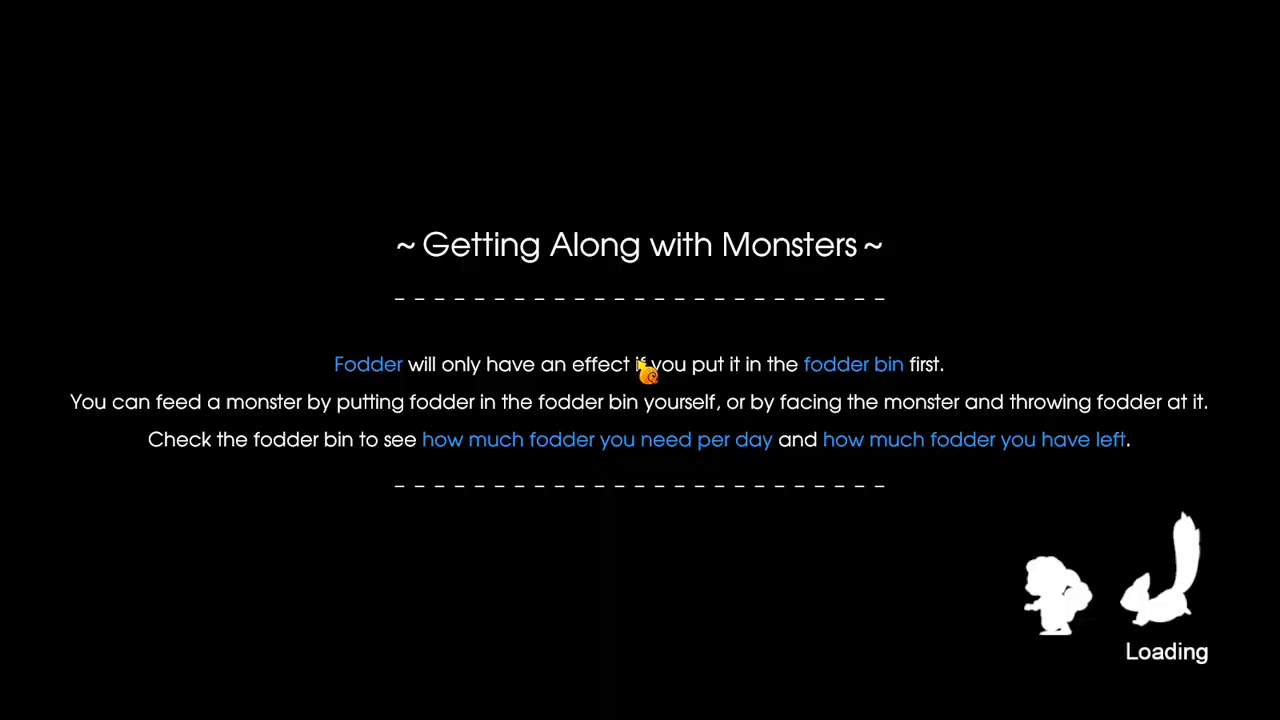 ~ Getting Along with Monsters ~
_ _ _ _ _ _ _ _ _ _ _ _ _ _ _ _ _ _ _ _ _ _ _ _ _
Fodder will only have an effect if you put it in the fodder bin first.
You can feed a monster by putting fodder in the fodder bin yourself, or by facing the monster and throwing fodder at it.
Check the fodder bin to see how much fodder you need per day and how much fodder you have left.
_ _ _ _ _ _ _ _ _ _ _ _ _ _ _ _ _ _ _ _ _ _ _ _ _
Loading